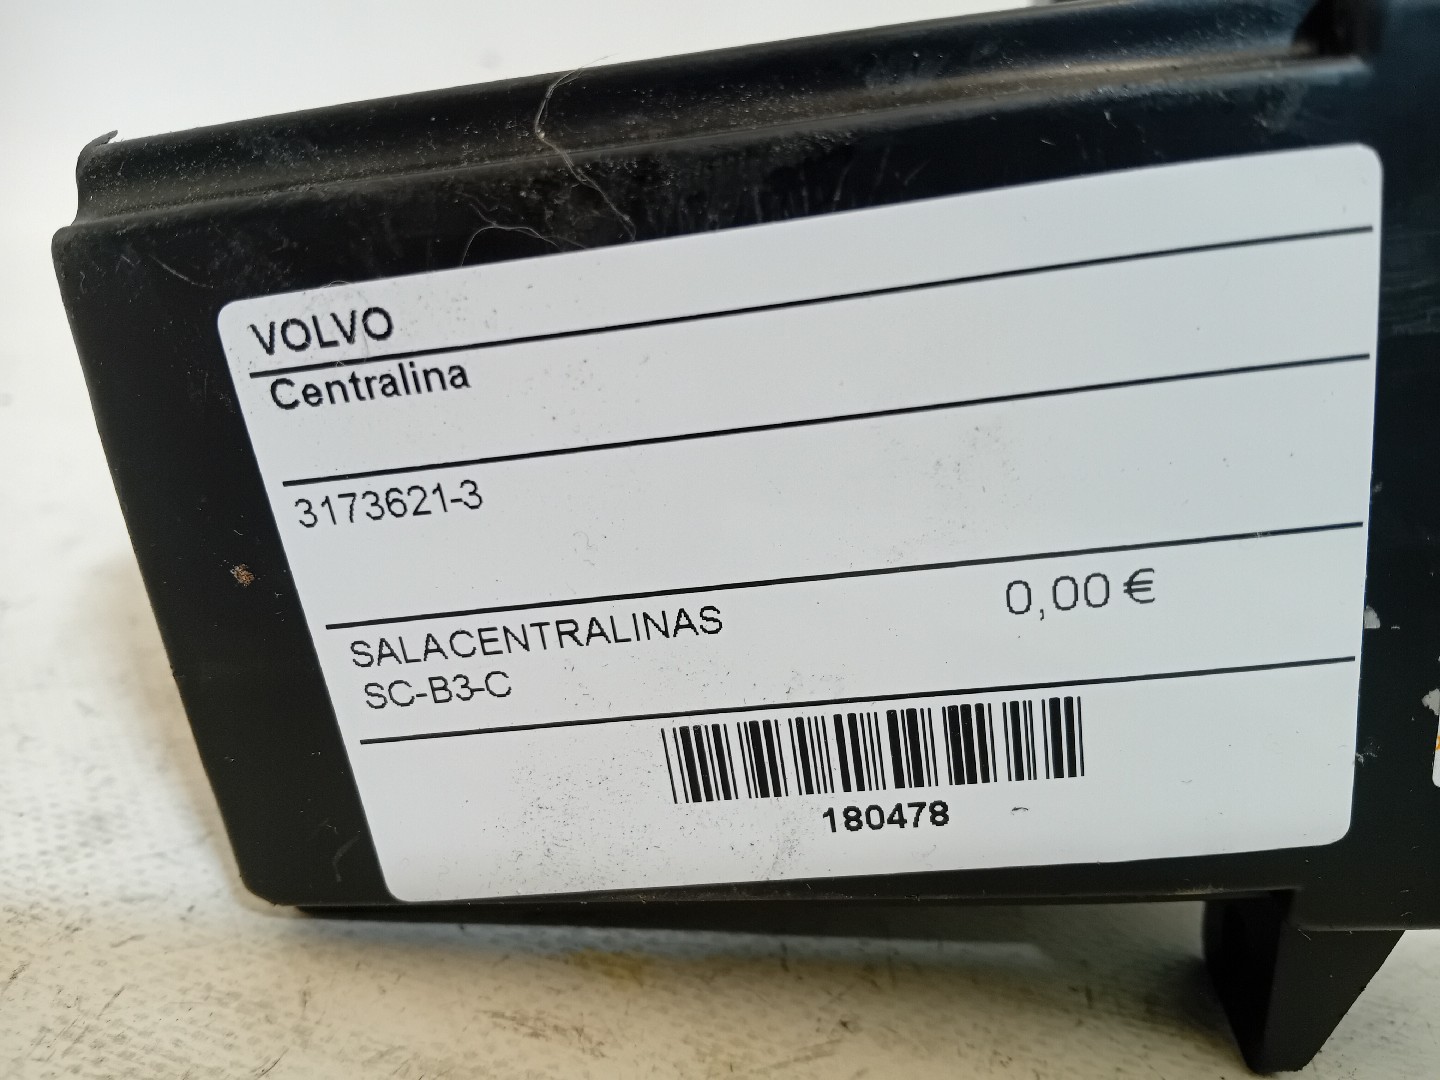 VOLVO
Centralina
3173621-3
SALACENTRALINAS
0,00 €
SC-B3-C
180478